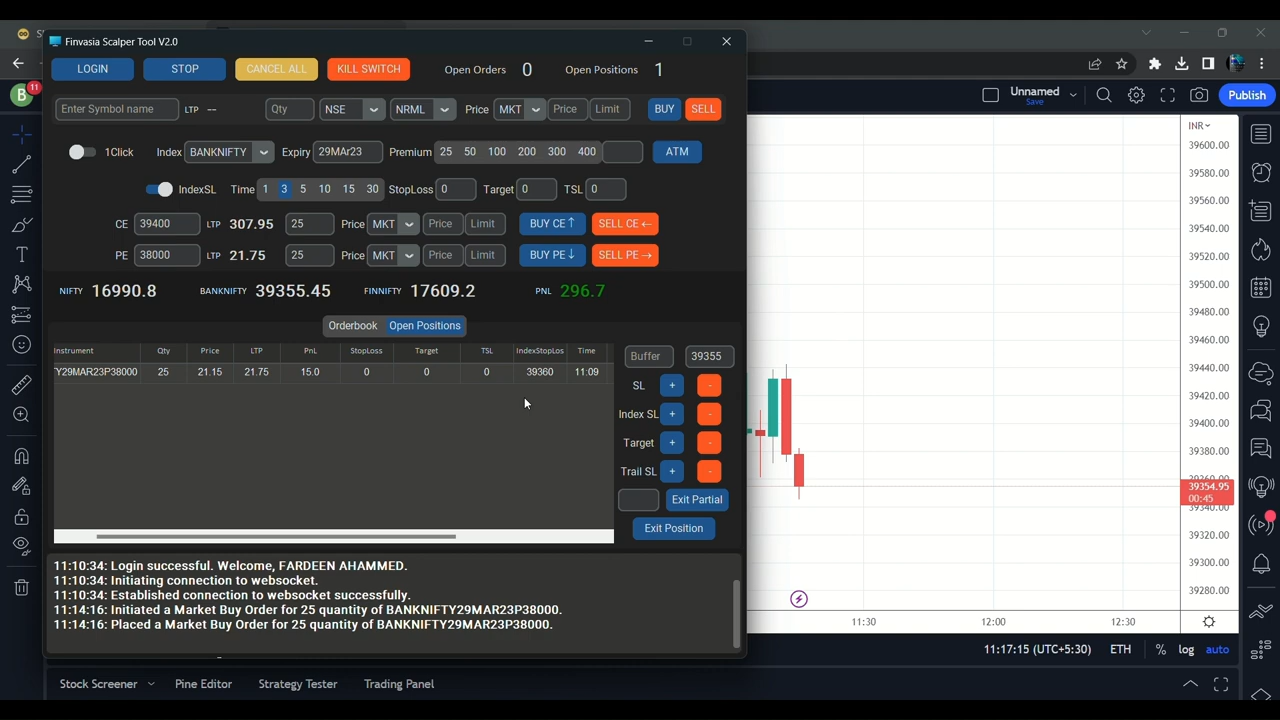 Finvasia Scalper Tool V2.0
LOGIN STOP CANCEL ALL KILL SWITCH Open Orders 0 Open Positions 1
Enter Symbol name LTP -- Qty NSE NRML Price MKT Price Limit BUY SELL
1Click Index BANKNIFTY Expiry 29MAr23 Premium 25 50 100 200 300 400 ATM
IndexSL Time 1 3 5 10 15 30 StopLoss 0 Target 0 TSL 0
CE 39400 LTP 307.95 25 Price MKT Price Limit BUY CE↑ SELL CE←
PE 38000 LTP 21.75 25 Price MKT Price Limit BUY PE↓ SELL PE→
NIFTY 16990.8 BANKNIFTY 39355.45 FINNIFTY 17609.2 PNL 296.7
Orderbook Open Positions
nstrument Qty Price LTP PnL StopLoss Target TSL IndexStopLos Time
Y29MAR23P38000 25 21.15 21.75 15.0 0 0 0 39360 11:09
Buffer 39355
SL + -
Index SL + -
Target + -
Trail SL + -
Exit Partial
Exit Position
11:10:34: Login successful. Welcome, FARDEEN AHAMMED.
11:10:34: Initiating connection to websocket.
11:10:34: Established connection to websocket successfully.
11:14:16: Initiated a Market Buy Order for 25 quantity of BANKNIFTY29MAR23P38000.
11:14:16: Placed a Market Buy Order for 25 quantity of BANKNIFTY29MAR23P38000.
B 11
Unnamed
Save
Publish
INR
39600.00
39580.00
39560.00
39540.00
39520.00
39500.00
39480.00
39460.00
39440.00
39420.00
39400.00
39380.00
39354.95
00:45
39340.00
39320.00
39300.00
39280.00
11:30 12:00 12:30
11:17:15 (UTC+5:30) ETH % log auto
Stock Screener Pine Editor Strategy Tester Trading Panel